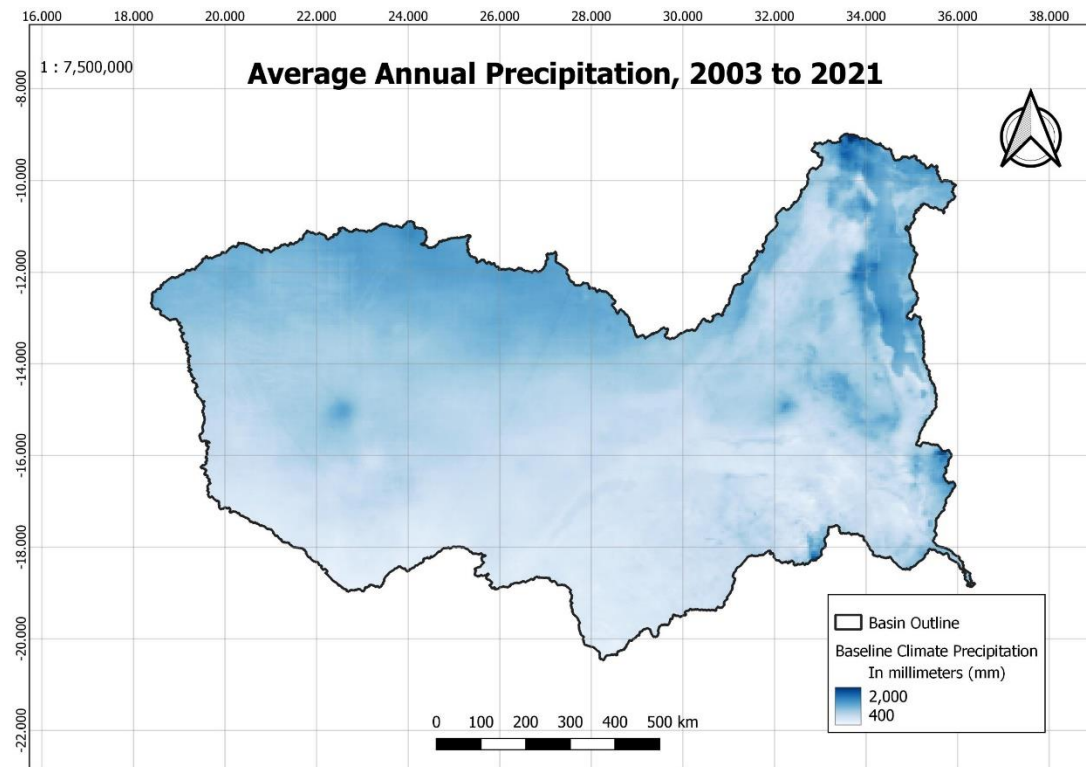 16.000 18.000 20.000 22.000 24.000 26.000 28.000 30.000 32.000 34.000 36.000 38.000
1 : 7,500,000
Average Annual Precipitation, 2003 to 2021
-8.000
-10.000
-12.000
-14.000
-16.000
-18.000
-20.000
-22.000
Basin Outline
Baseline Climate Precipitation
In millimeters (mm)
2,000
400
0 100 200 300 400 500 km